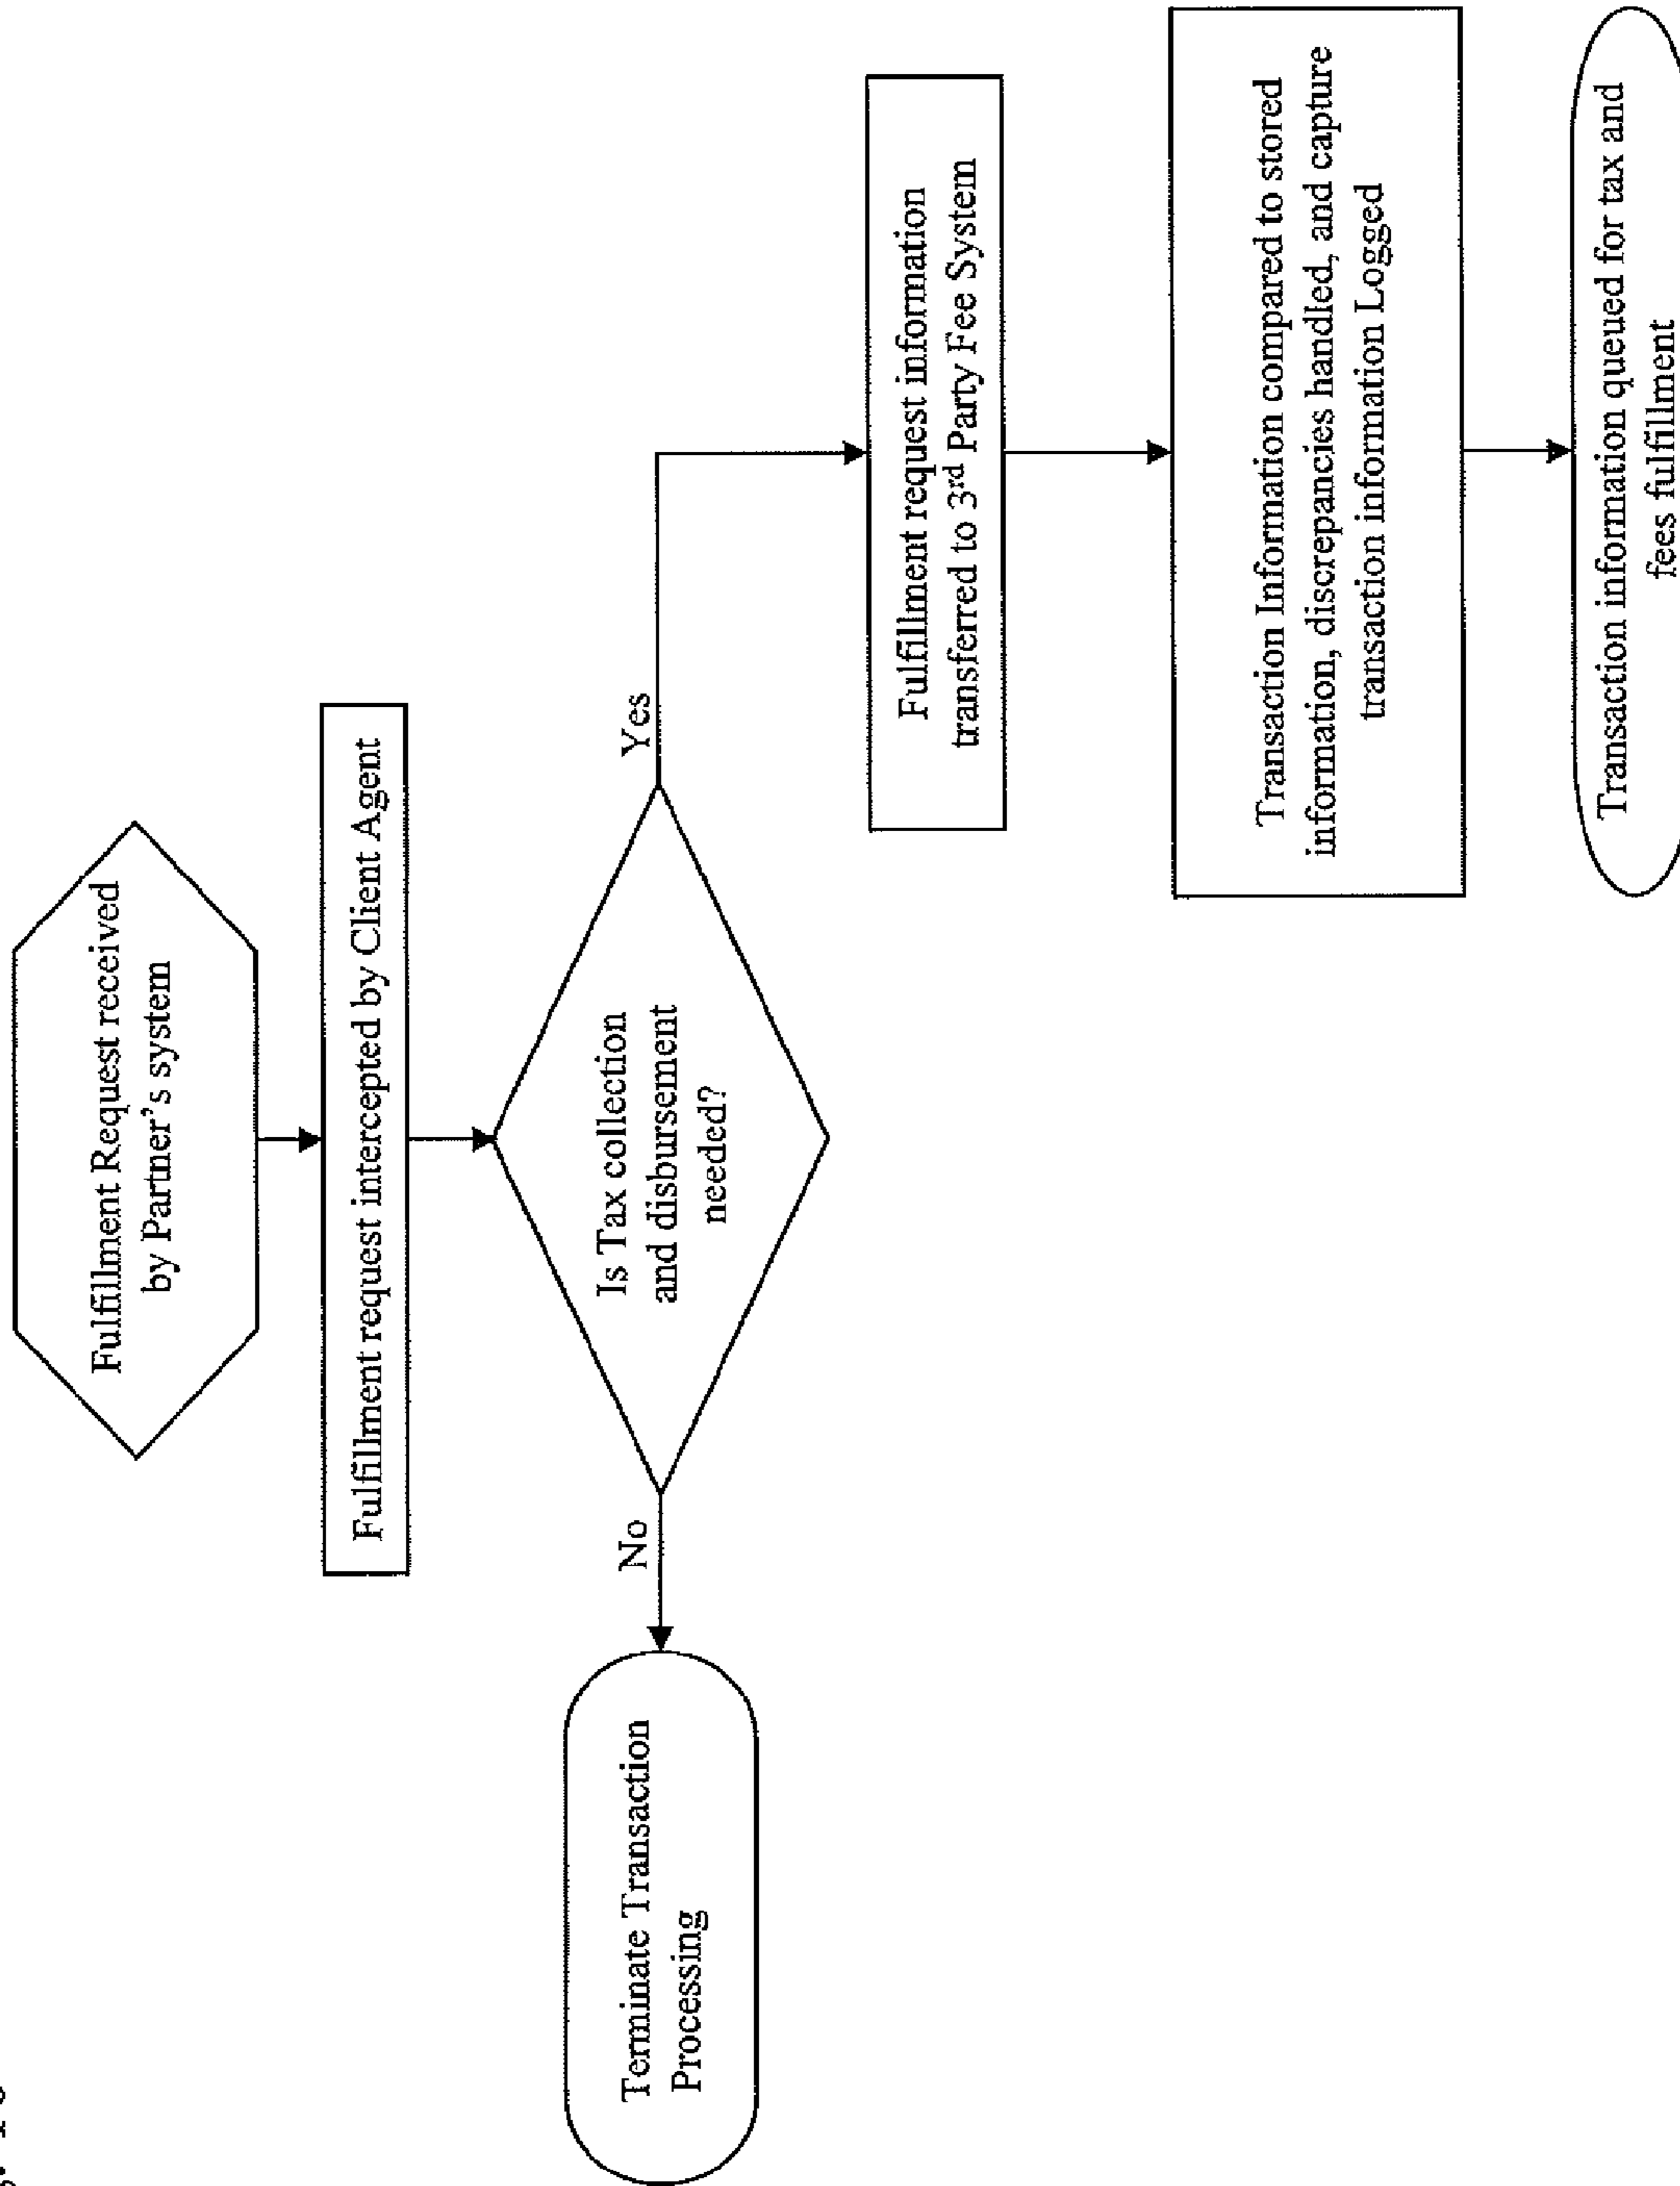 Fulfillment Request received
by Partner's system
Fulfillment request intercepted by Client Agent
Is Tax collection
and disbursement
needed?
No
Yes
Terminate Transaction
Processing
Fulfillment request information
transferred to 3rd Party Fee System
Transaction Information compared to stored
information, discrepancies handled, and capture
transaction information Logged
Transaction information queued for tax and
fees fulfillment